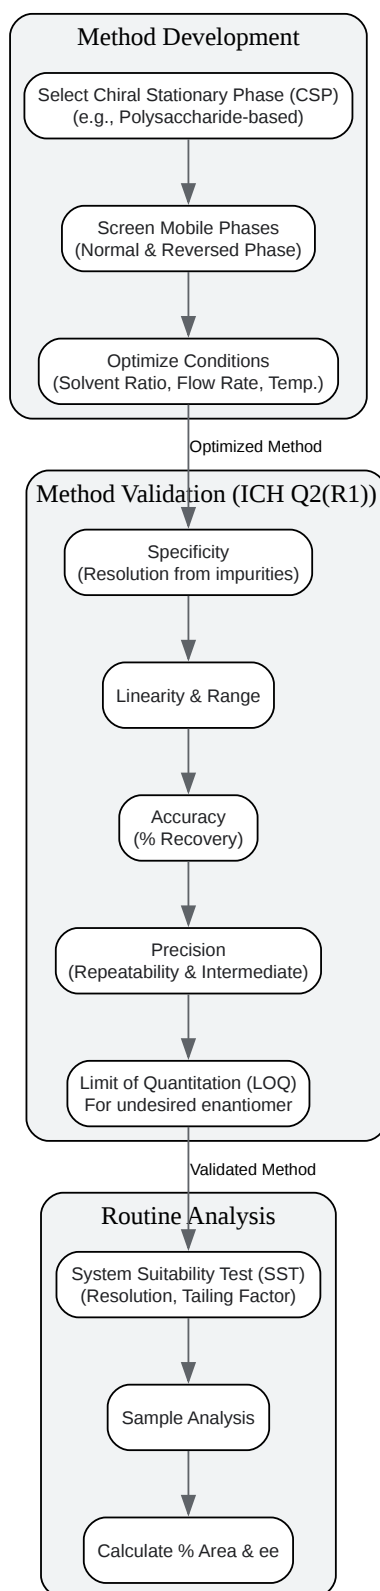 Method Development
Select Chiral Stationary Phase (CSP)
(e.g., Polysaccharide-based)
Screen Mobile Phases
(Normal & Reversed Phase)
Optimize Conditions
(Solvent Ratio, Flow Rate, Temp.)
Optimized Method
Method Validation (ICH Q2(R1))
Specificity
(Resolution from impurities)
Linearity & Range
Accuracy
(% Recovery)
Precision
(Repeatability & Intermediate)
Limit of Quantitation (LOQ)
For undesired enantiomer
Validated Method
Routine Analysis
System Suitability Test (SST)
(Resolution, Tailing Factor)
Sample Analysis
Calculate % Area & ee